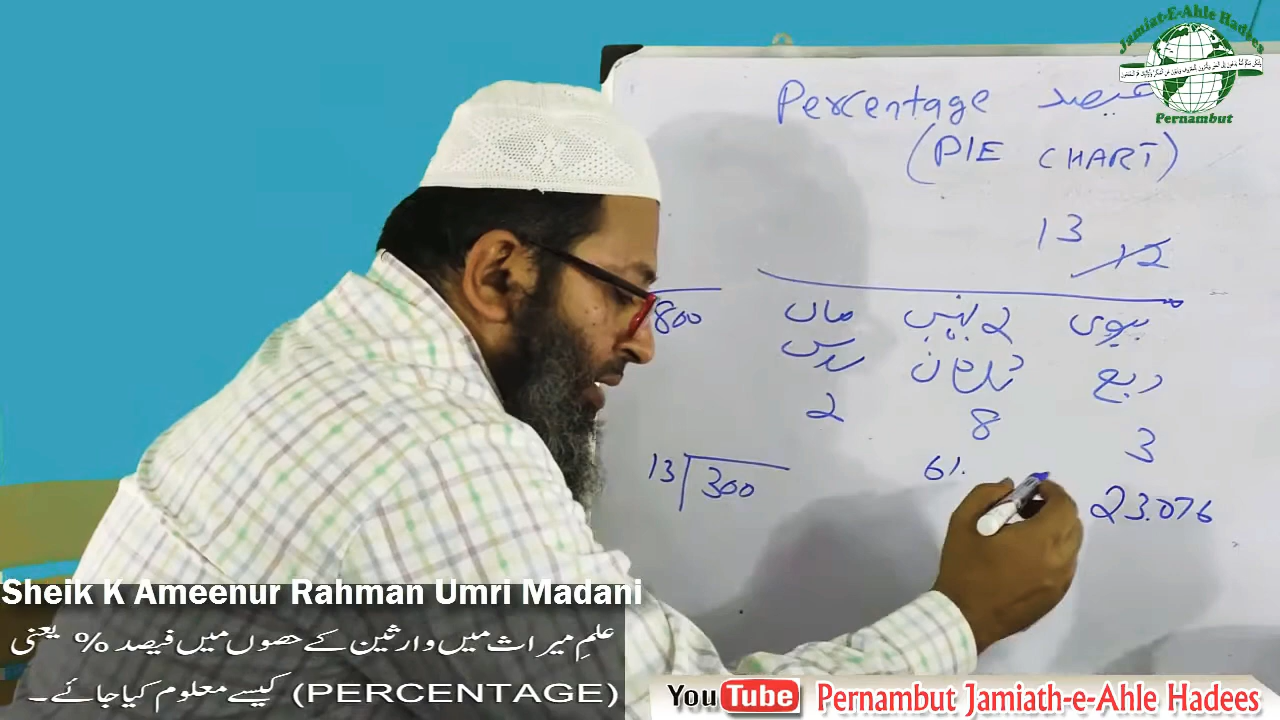 Jamiat-E-Ahle Hadees
Pernambut
Percentage فیصد
(PIE CHART)
13 12
بیوی 2 بہنیں ماں
ربع ثلثان سدس
3 8 2
800
13 300
61.
23.076
Sheik K Ameenur Rahman Umri Madani
علمِ میراث میں وارثین کے حصوں میں فیصد % یعنی
(PERCENTAGE) کیسے معلوم کیا جائے۔
YouTube Pernambut Jamiath-e-Ahle Hadees